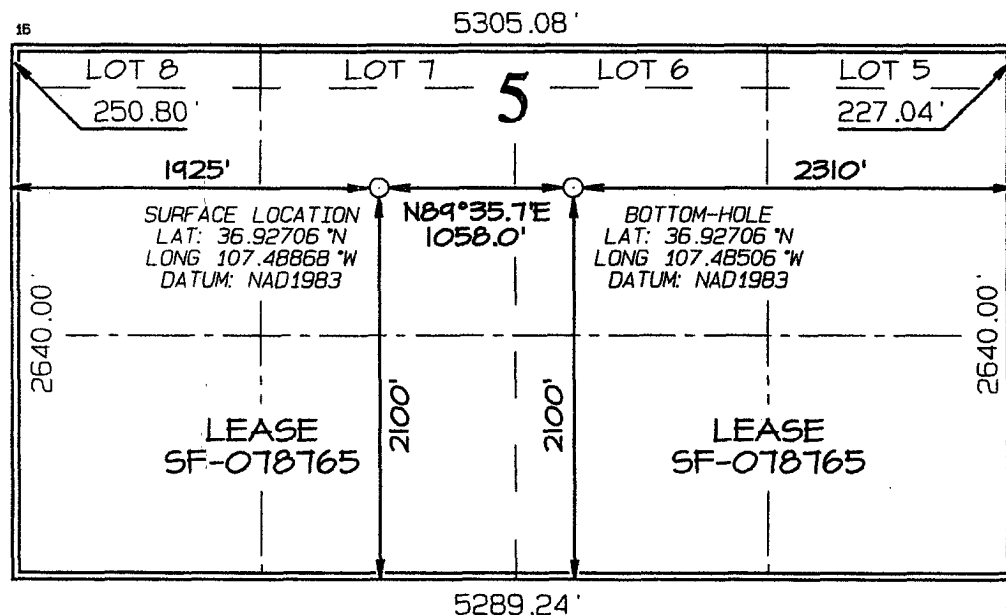 16
5305.08'
LOT 8
LOT 7
LOT 6
LOT 5
5
250.80'
227.04'
1925'
2310'
N89°35.7'E
1058.0'
SURFACE LOCATION
LAT: 36.92706 °N
LONG 107.48868 °W
DATUM: NAD1983
BOTTOM-HOLE
LAT: 36.92706 °N
LONG 107.48506 °W
DATUM: NAD1983
2640.00'
2640.00'
2100'
2100'
LEASE
SF-078765
LEASE
SF-078765
5289.24'